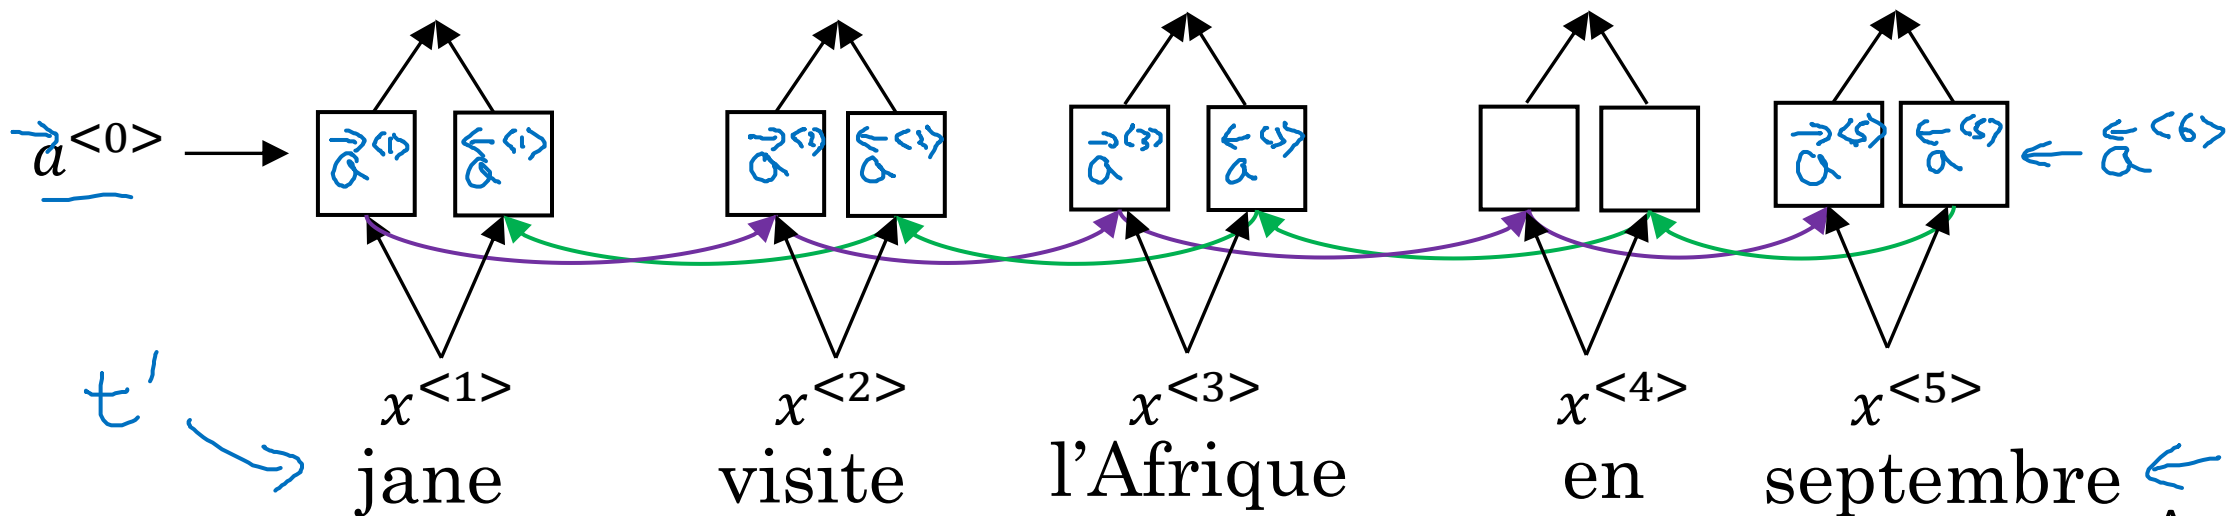 →a<0> →a<1> ←a<1> →a<2> ←a<2> →a<3> ←a<3> →a<5> ←a<5> ←a<6>
t' x<1> x<2> x<3> x<4> x<5>
jane visite l'Afrique en septembre